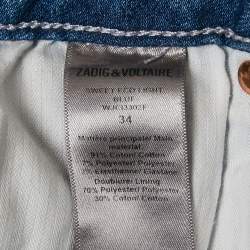 ZADIG & VOLTAIRE
SWEET ECO LIGHT
BLUE
34
Matière principale/ Main
material:
91% Coton/ Cotton
7% Polyester/ Polyester
2% Elasthane/ Elastane
Doublure/ Lining
70% Polyester/ Polyester
30% Coton/ Cotton